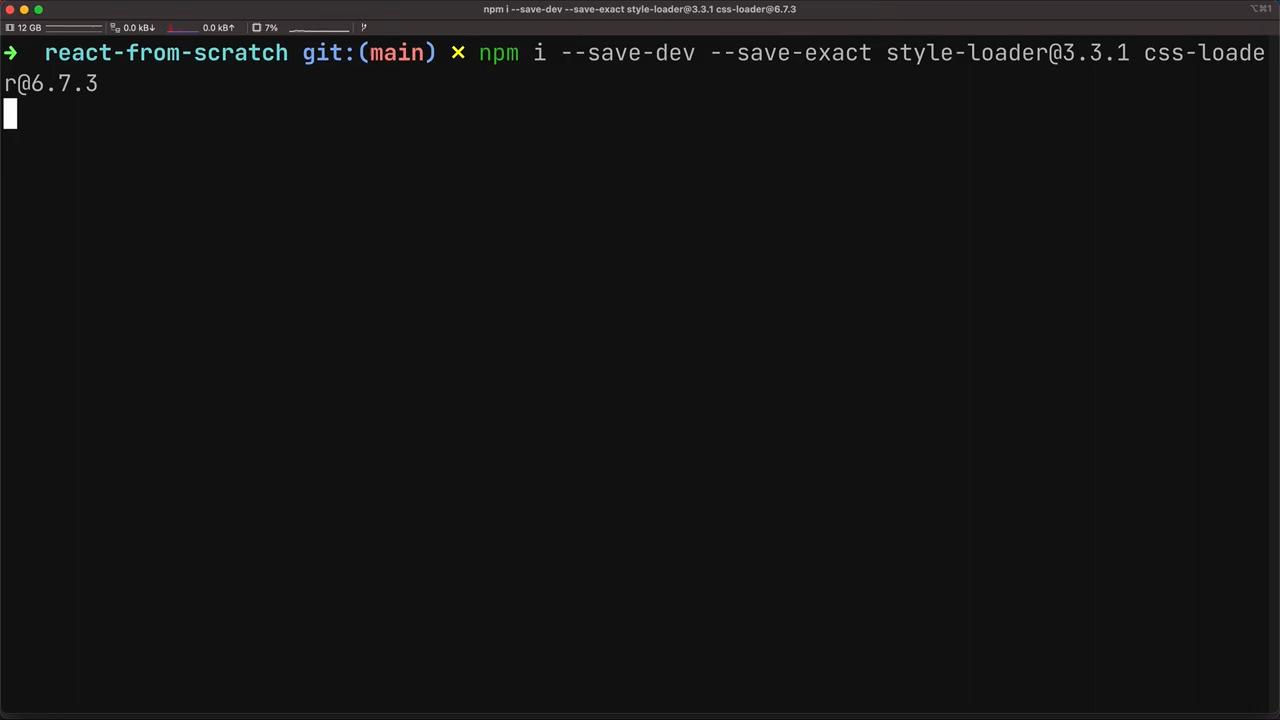 npm i --save-dev --save-exact style-loader@3.3.1 css-loader@6.7.3
⌥⌘1
12 GB 0.0 kB↓ 0.0 kB↑ 7%
➜ react-from-scratch git:(main) ✗ npm i --save-dev --save-exact style-loader@3.3.1 css-loade
r@6.7.3